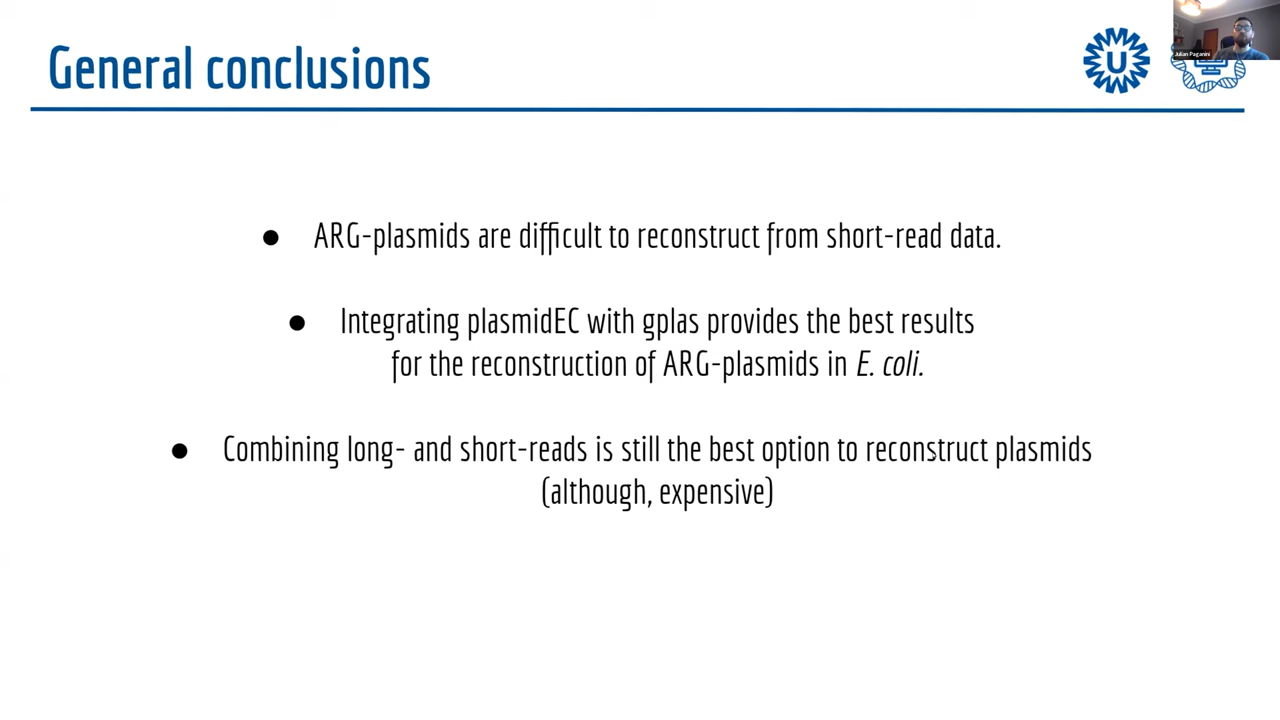 General conclusions
U
Julian Paganini
● ARG-plasmids are difficult to reconstruct from short-read data.
● Integrating plasmidEC with gplas provides the best results
for the reconstruction of ARG-plasmids in E. coli.
● Combining long- and short-reads is still the best option to reconstruct plasmids
(although, expensive)